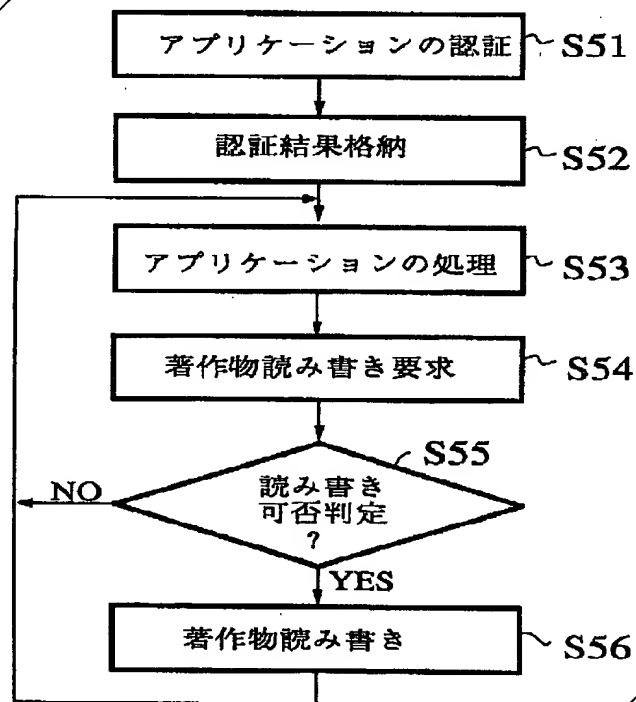 アプリケーションの認証 S51
認証結果格納 S52
アプリケーションの処理 S53
著作物読み書き要求 S54
S55
読み書き
可否判定
?
NO
YES
著作物読み書き S56